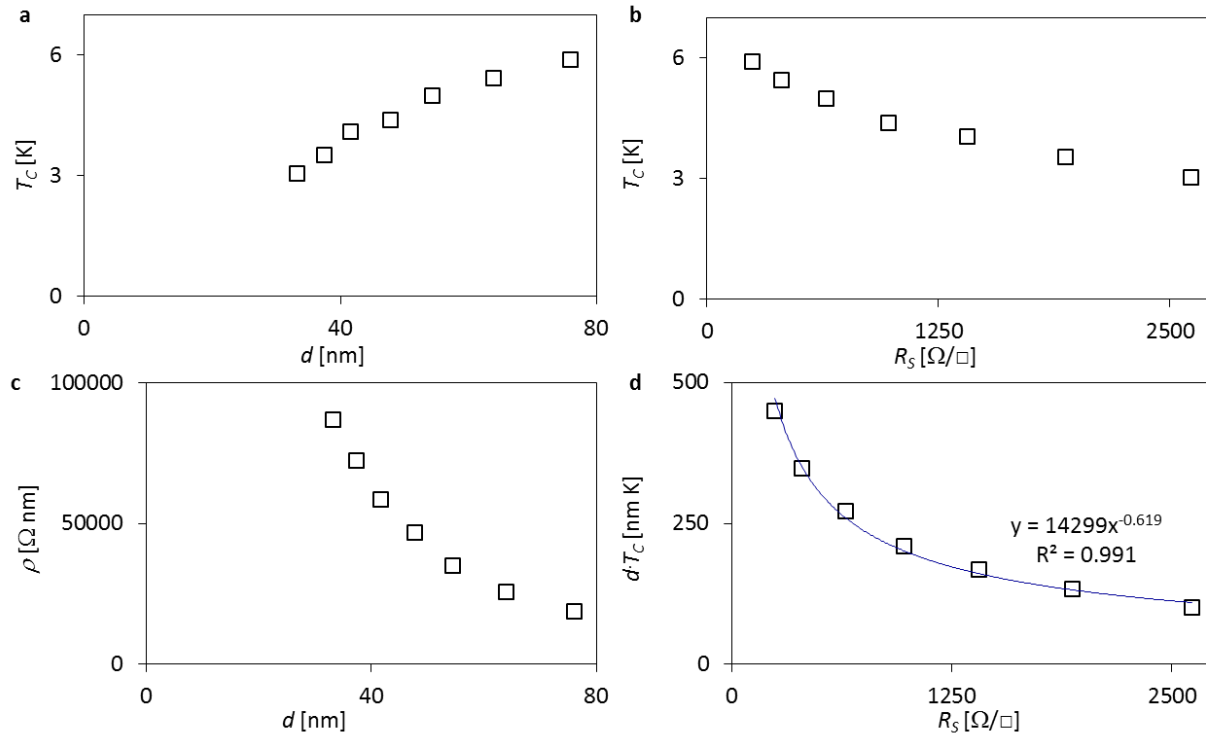 a
6
3
0
T_C [K]
0 40 80
d [nm]
b
6
3
0
T_C [K]
0 1250 2500
R_S [Ω/□]
c
100000
50000
0
ρ [Ω nm]
0 40 80
d [nm]
d
500
250
0
d·T_C [nm K]
y = 14299x^-0.619
R² = 0.991
0 1250 2500
R_S [Ω/□]